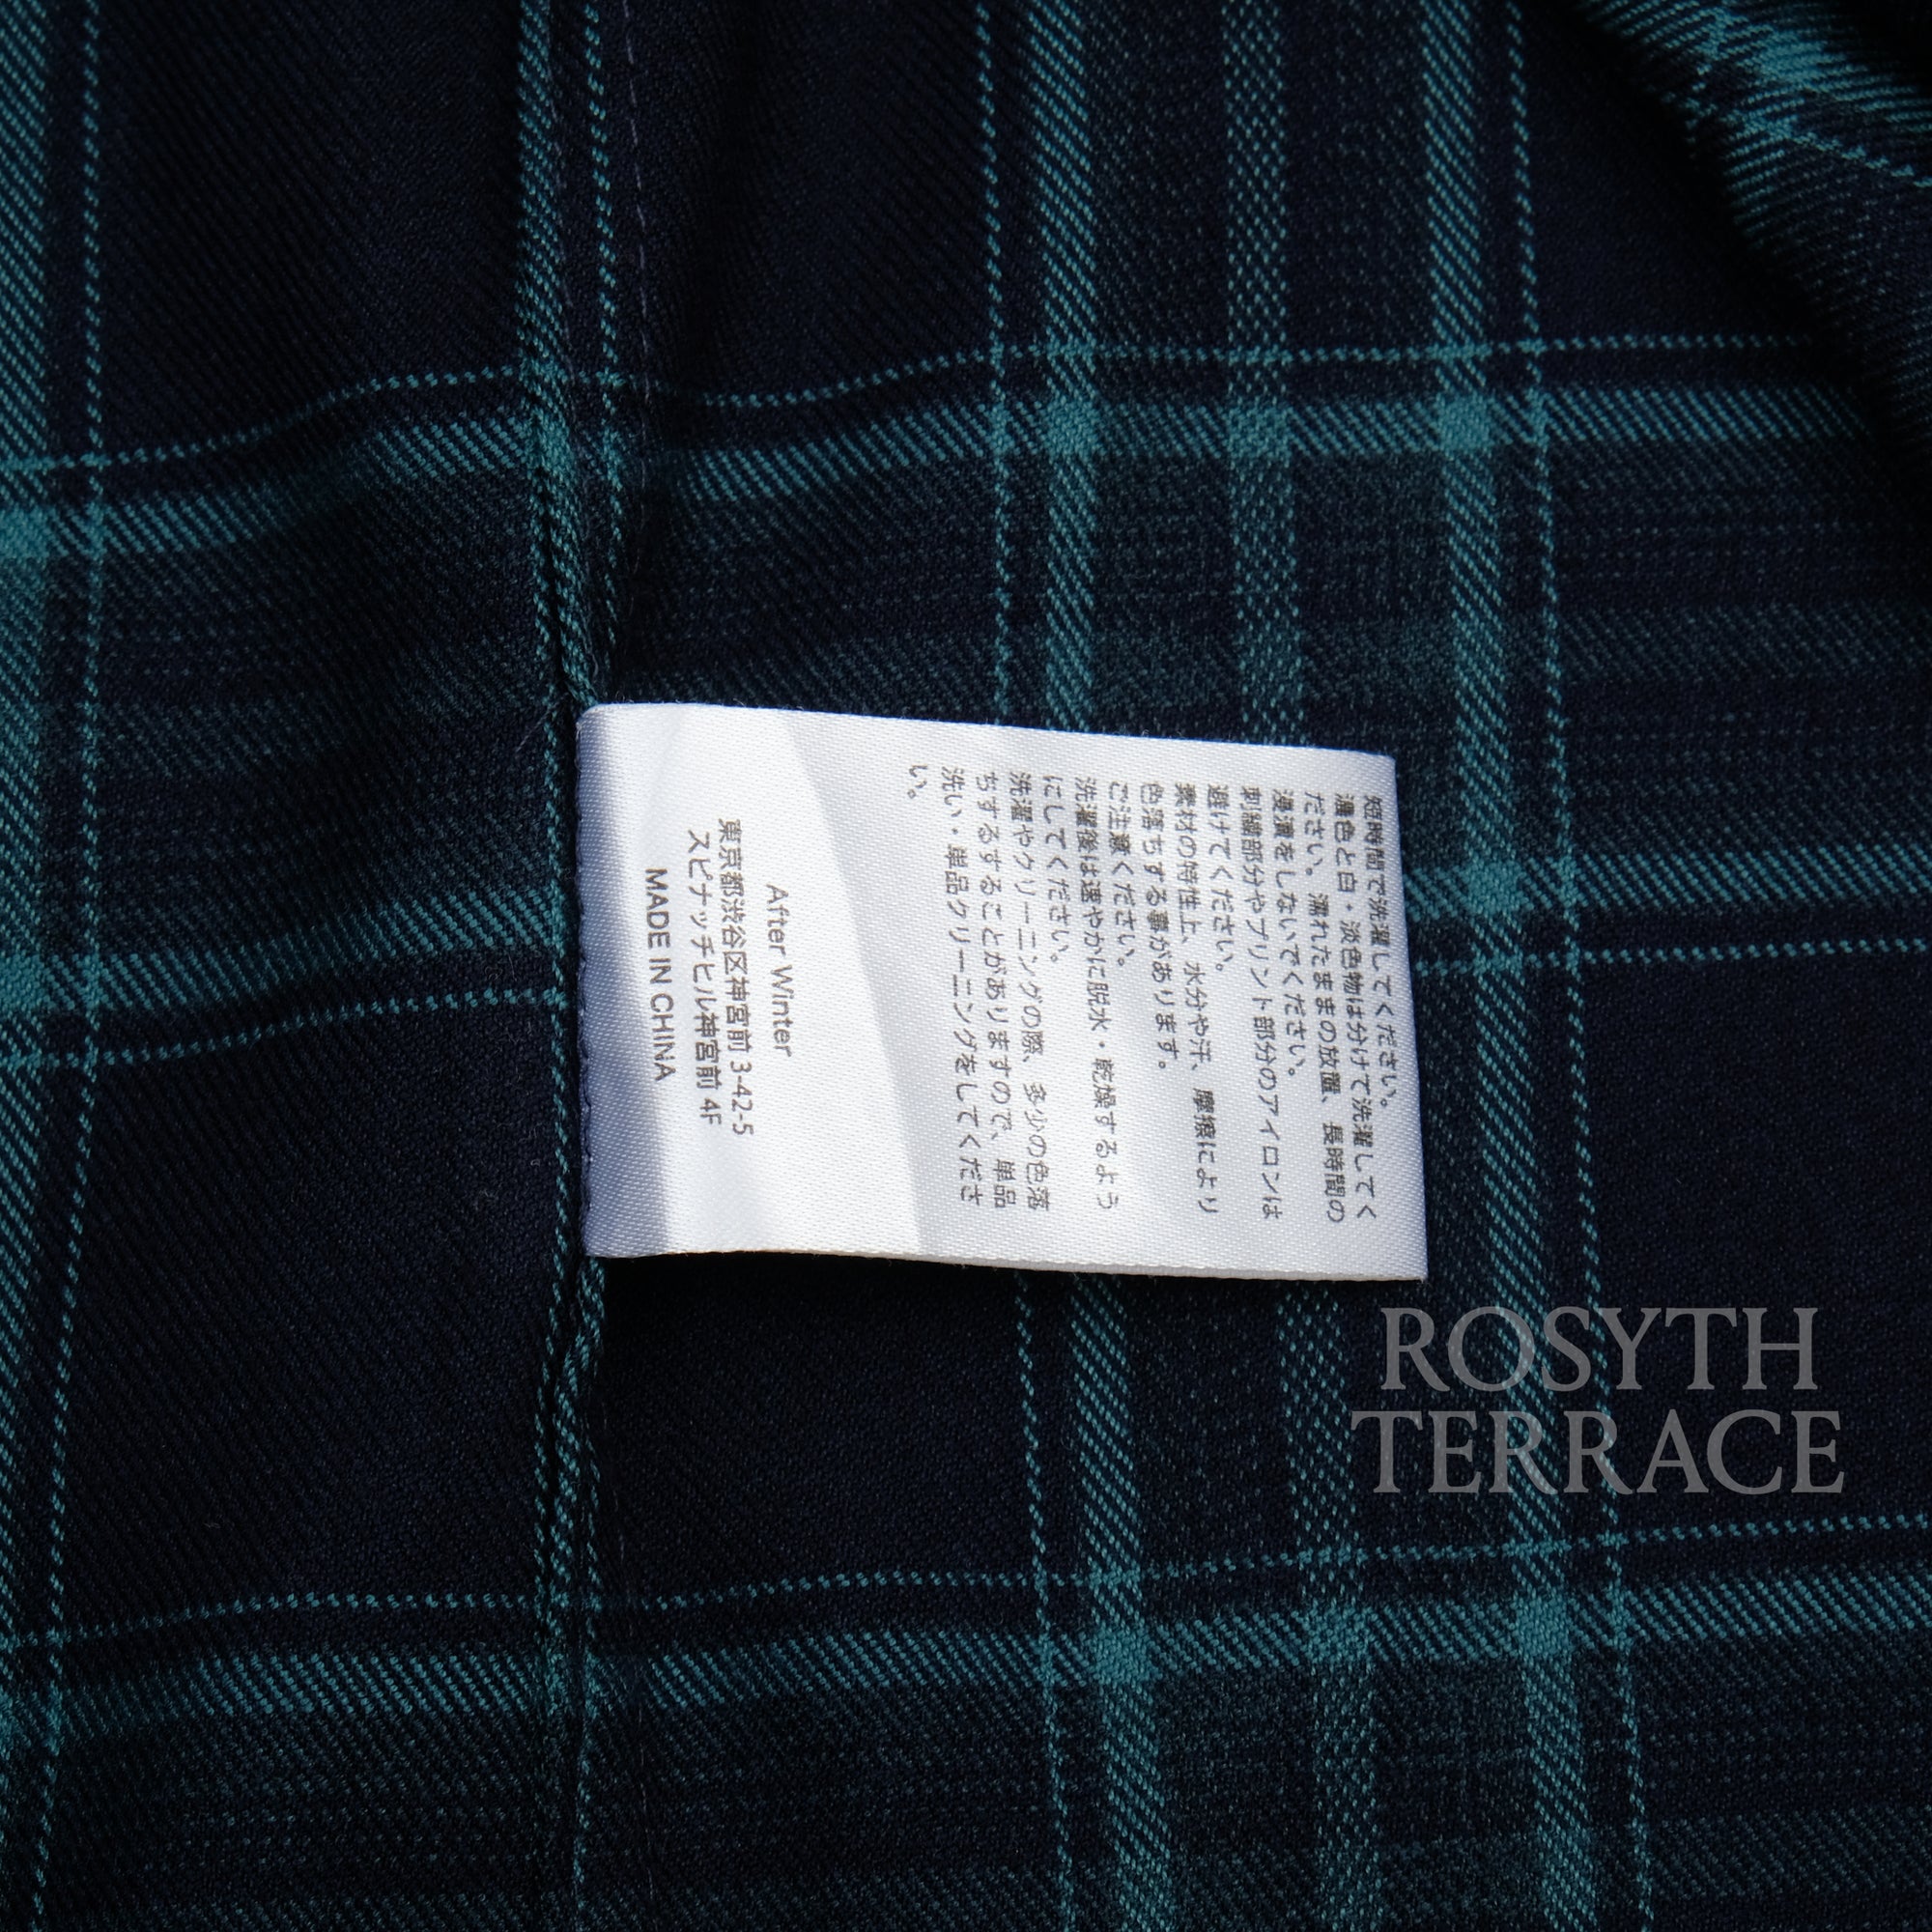 短時間で洗濯してください。
濃色と白・淡色物は分けて洗濯してく
ださい。濡れたままの放置、長時間の
浸漬をしないでください。
刺繍部分やプリント部分のアイロンは
避けてください。
素材の特性上、水分や汗、摩擦により
色落ちする事があります。
ご注意ください。
洗濯後は速やかに脱水・乾燥するよう
にしてください。
洗濯やクリーニングの際、多少の色落
ちすることがありますので、単品
洗い・単品クリーニングをしてくださ
い。
After Winter
東京都渋谷区神宮前 3-42-5
スピナッチヒル神宮前 4F
MADE IN CHINA
ROSYTH
TERRACE